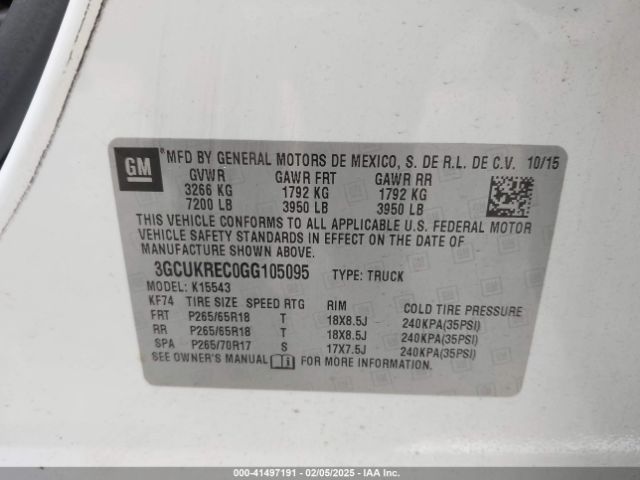 GM MFD BY GENERAL MOTORS DE MEXICO, S. DE R.L. DE C.V. 10/15
GVWR GAWR FRT GAWR RR
3266 KG 1792 KG 1792 KG
7200 LB 3950 LB 3950 LB
THIS VEHICLE CONFORMS TO ALL APPLICABLE U.S. FEDERAL MOTOR
VEHICLE SAFETY STANDARDS IN EFFECT ON THE DATE OF
MANUFACTURE SHOWN ABOVE.
3GCUKREC0GG105095 TYPE: TRUCK
MODEL: K15543
KF74 TIRE SIZE SPEED RTG RIM COLD TIRE PRESSURE
FRT P265/65R18 T 18X8.5J 240KPA(35PSI)
RR P265/65R18 T 18X8.5J 240KPA(35PSI)
SPA P265/70R17 S 17X7.5J 240KPA(35PSI)
SEE OWNER'S MANUAL FOR MORE INFORMATION.
000-41497191 - 02/05/2025 - IAA Inc.